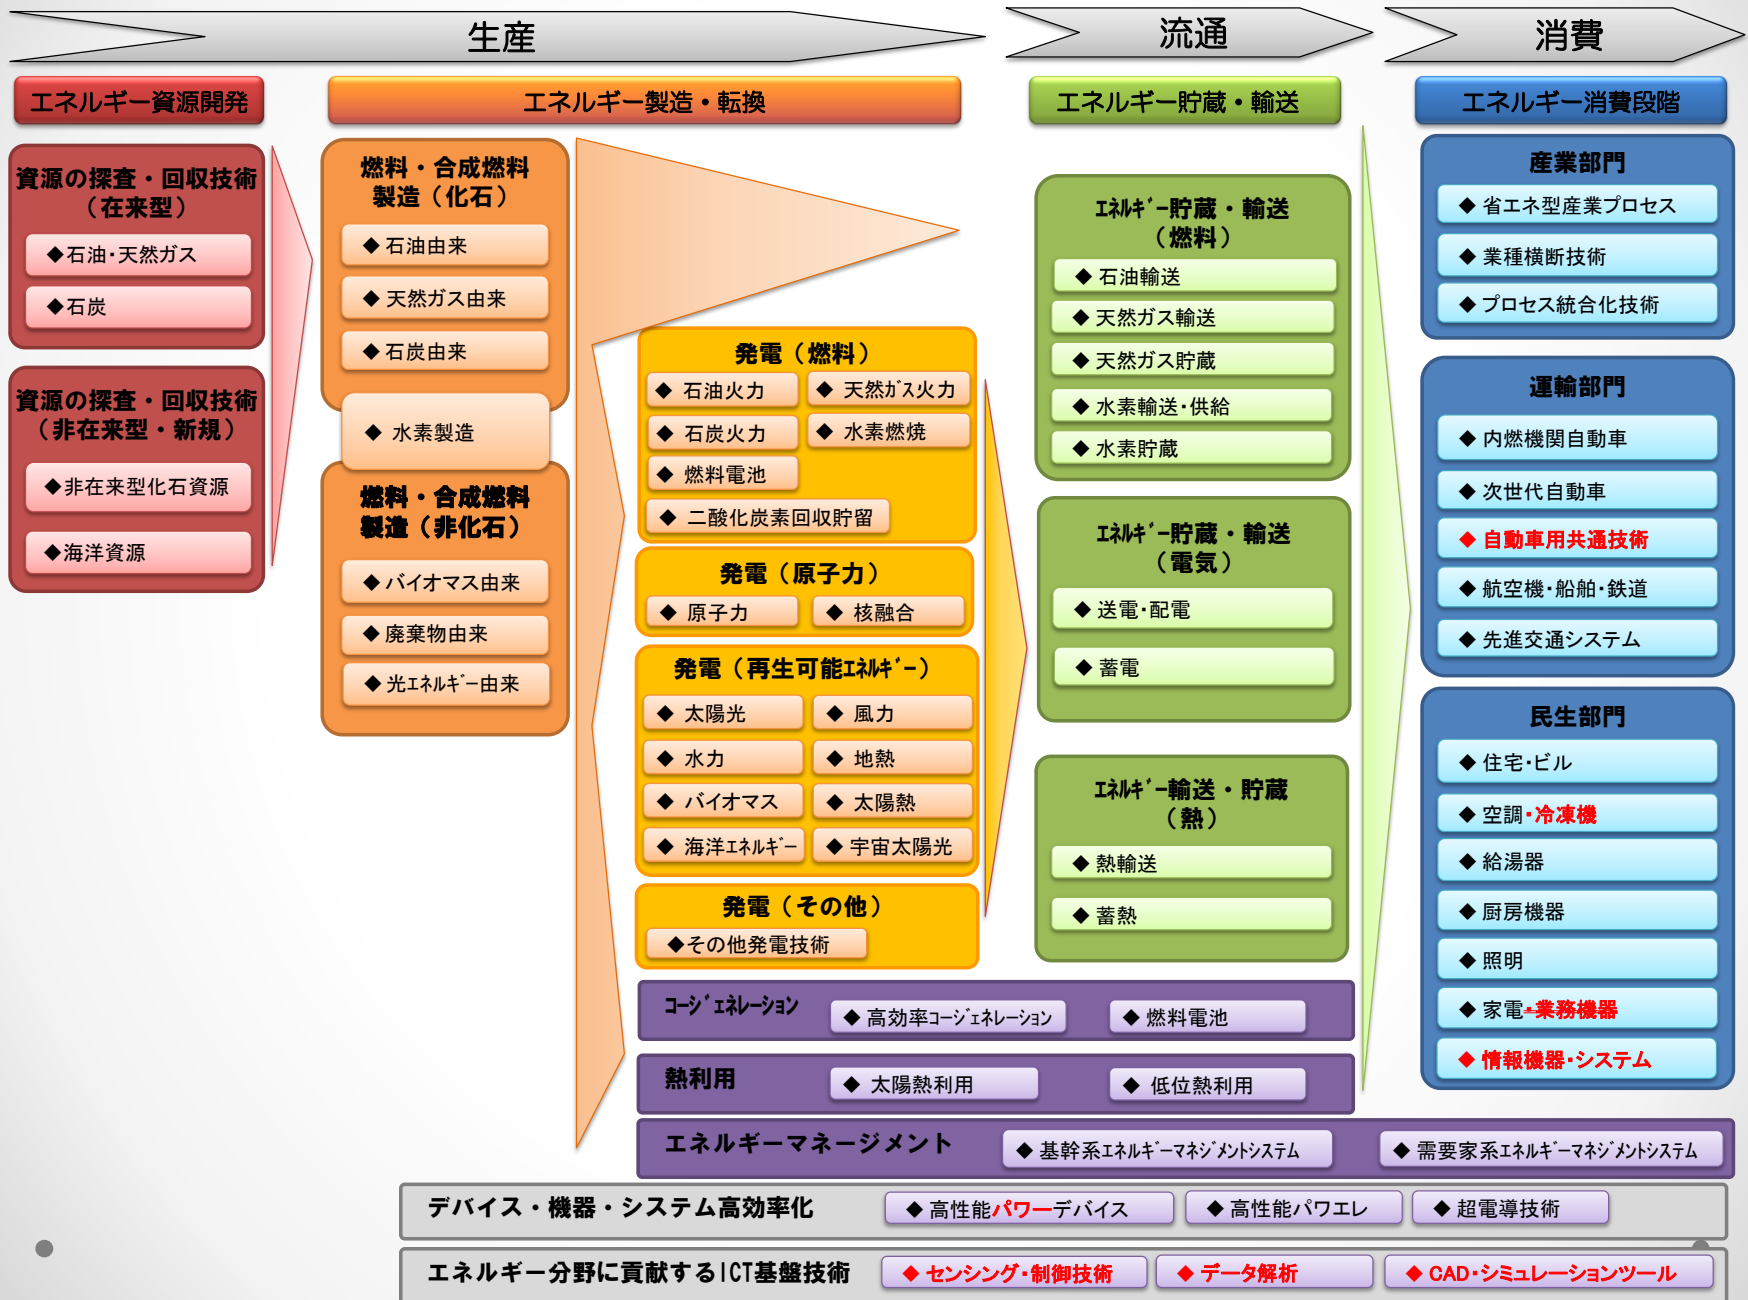 生産
流通
消費
エネルギー資源開発
エネルギー製造・転換
エネルギー貯蔵・輸送
エネルギー消費段階
資源の探査・回収技術
（在来型）
◆石油・天然ガス
◆石炭
資源の探査・回収技術
（非在来型・新規）
◆非在来型化石資源
◆海洋資源
燃料・合成燃料
製造（化石）
◆石油由来
◆天然ガス由来
◆石炭由来
◆ 水素製造
燃料・合成燃料
製造（非化石）
◆バイオマス由来
◆廃棄物由来
◆光エネルギー由来
発電（燃料）
◆ 石油火力
◆ 天然ガス火力
◆ 石炭火力
◆ 水素燃焼
◆ 燃料電池
◆ 二酸化炭素回収貯留
発電（原子力）
◆ 原子力
◆ 核融合
発電（再生可能ｴﾈﾙｷﾞｰ）
◆ 太陽光
◆ 風力
◆ 水力
◆ 地熱
◆ バイオマス
◆ 太陽熱
◆ 海洋エネルギー
◆ 宇宙太陽光
発電（その他）
◆その他発電技術
ｴﾈﾙｷﾞｰ貯蔵・輸送
（燃料）
◆ 石油輸送
◆ 天然ガス輸送
◆ 天然ガス貯蔵
◆ 水素輸送・供給
◆ 水素貯蔵
ｴﾈﾙｷﾞｰ貯蔵・輸送
（電気）
◆ 送電・配電
◆ 蓄電
ｴﾈﾙｷﾞｰ輸送・貯蔵
（熱）
◆ 熱輸送
◆ 蓄熱
産業部門
◆ 省エネ型産業プロセス
◆ 業種横断技術
◆ プロセス統合化技術
運輸部門
◆ 内燃機関自動車
◆ 次世代自動車
◆ 自動車用共通技術
◆ 航空機・船舶・鉄道
◆ 先進交通システム
民生部門
◆ 住宅・ビル
◆ 空調・冷凍機
◆ 給湯器
◆ 厨房機器
◆ 照明
◆ 家電・業務機器
◆ 情報機器・システム
ｺｰｼﾞｪﾈﾚｰｼｮﾝ
◆ 高効率コージェネレーション
◆ 燃料電池
熱利用
◆ 太陽熱利用
◆ 低位熱利用
エネルギーマネージメント
◆ 基幹系エネルギーマネジメントシステム
◆ 需要家系エネルギーマネジメントシステム
デバイス・機器・システム高効率化
◆ 高性能パワーデバイス
◆ 高性能パワエレ
◆ 超電導技術
エネルギー分野に貢献するICT基盤技術
◆ センシング・制御技術
◆ データ解析
◆ CAD・シミュレーションツール